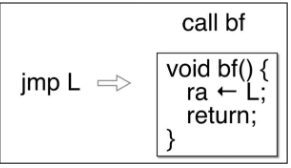 call bf
jmp L ⇨
void bf() {
ra ← L;
return;
}